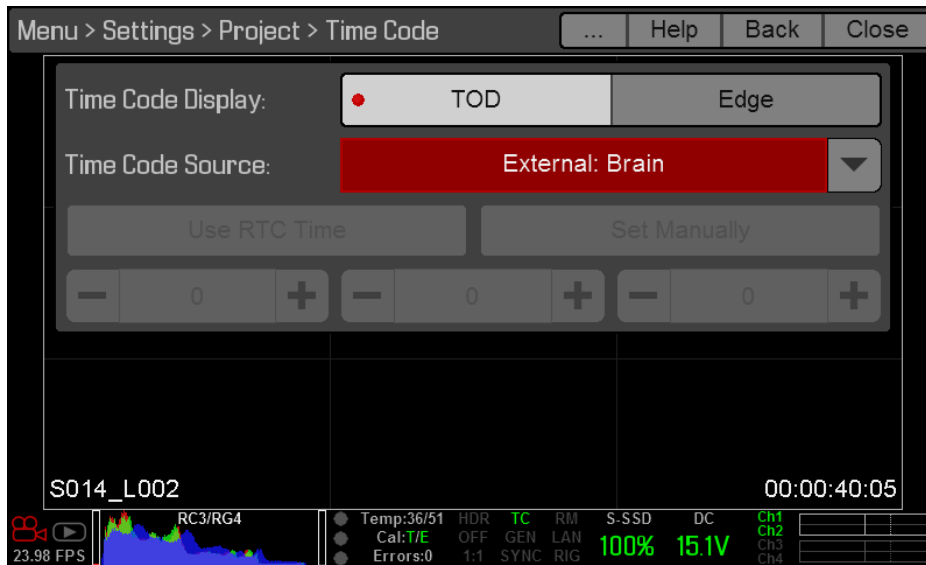 Menu > Settings > Project > Time Code ... Help Back Close
Time Code Display: TOD Edge
Time Code Source: External: Brain
Use RTC Time Set Manually
0 0 0
S014_L002 00:00:40:05
RC3/RG4 Temp:36/51 HDR TC RM S-SSD DC Ch1
Cal:T/E OFF GEN LAN 100% 15.1V Ch2
Ch3
23.98 FPS Errors:0 1:1 SYNC RIG Ch4